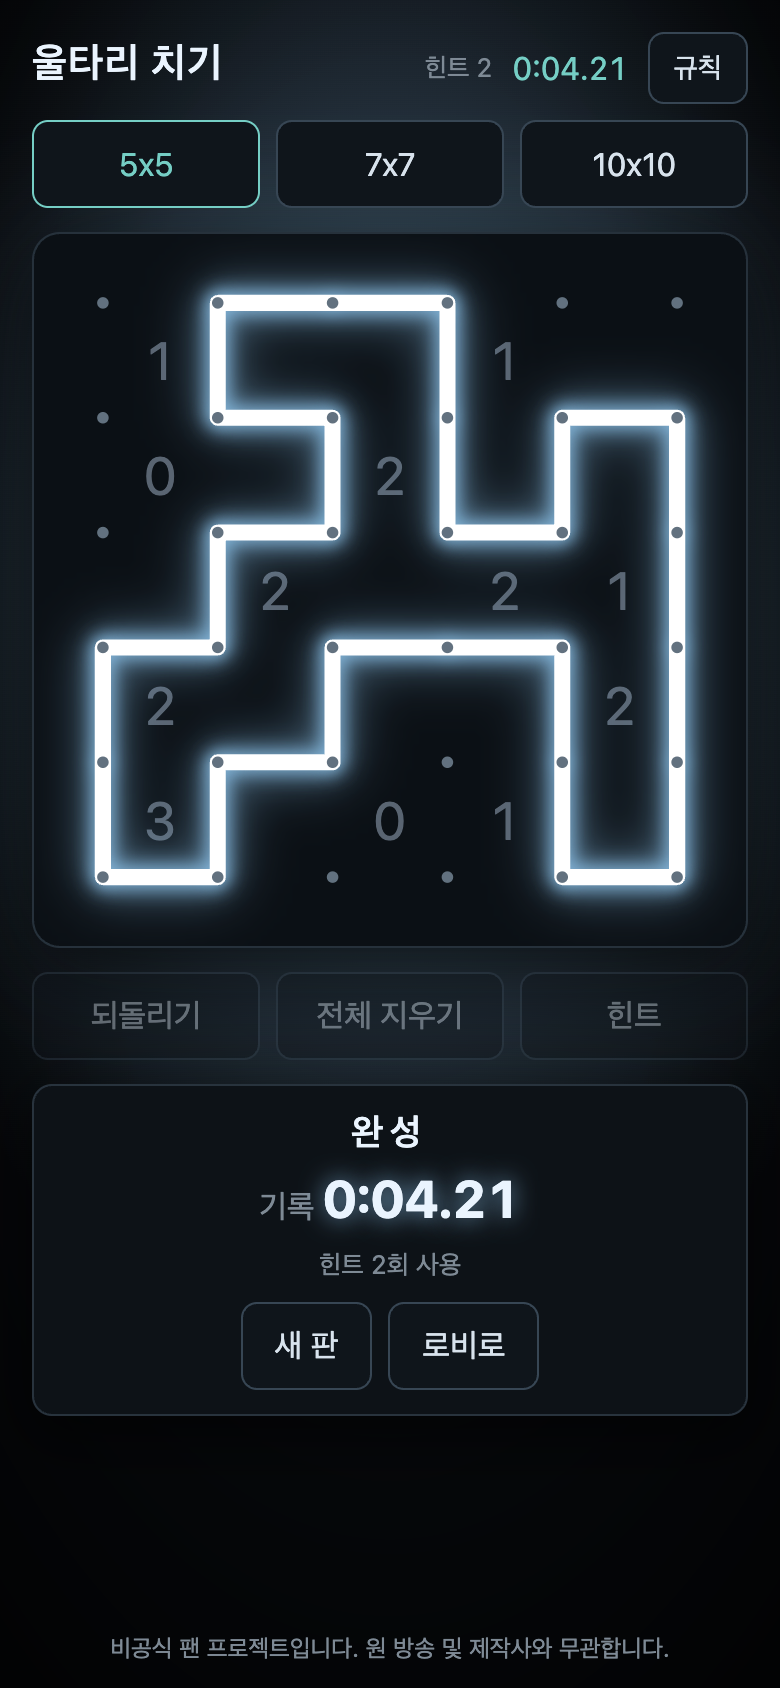 울타리 치기 힌트 2 0:04.21 규칙
5x5 7x7 10x10
1 1
0 2
2 2 1
2 2
3 0 1
되돌리기 전체 지우기 힌트
완성
기록 0:04.21
힌트 2회 사용
새 판 로비로
비공식 팬 프로젝트입니다. 원 방송 및 제작사와 무관합니다.